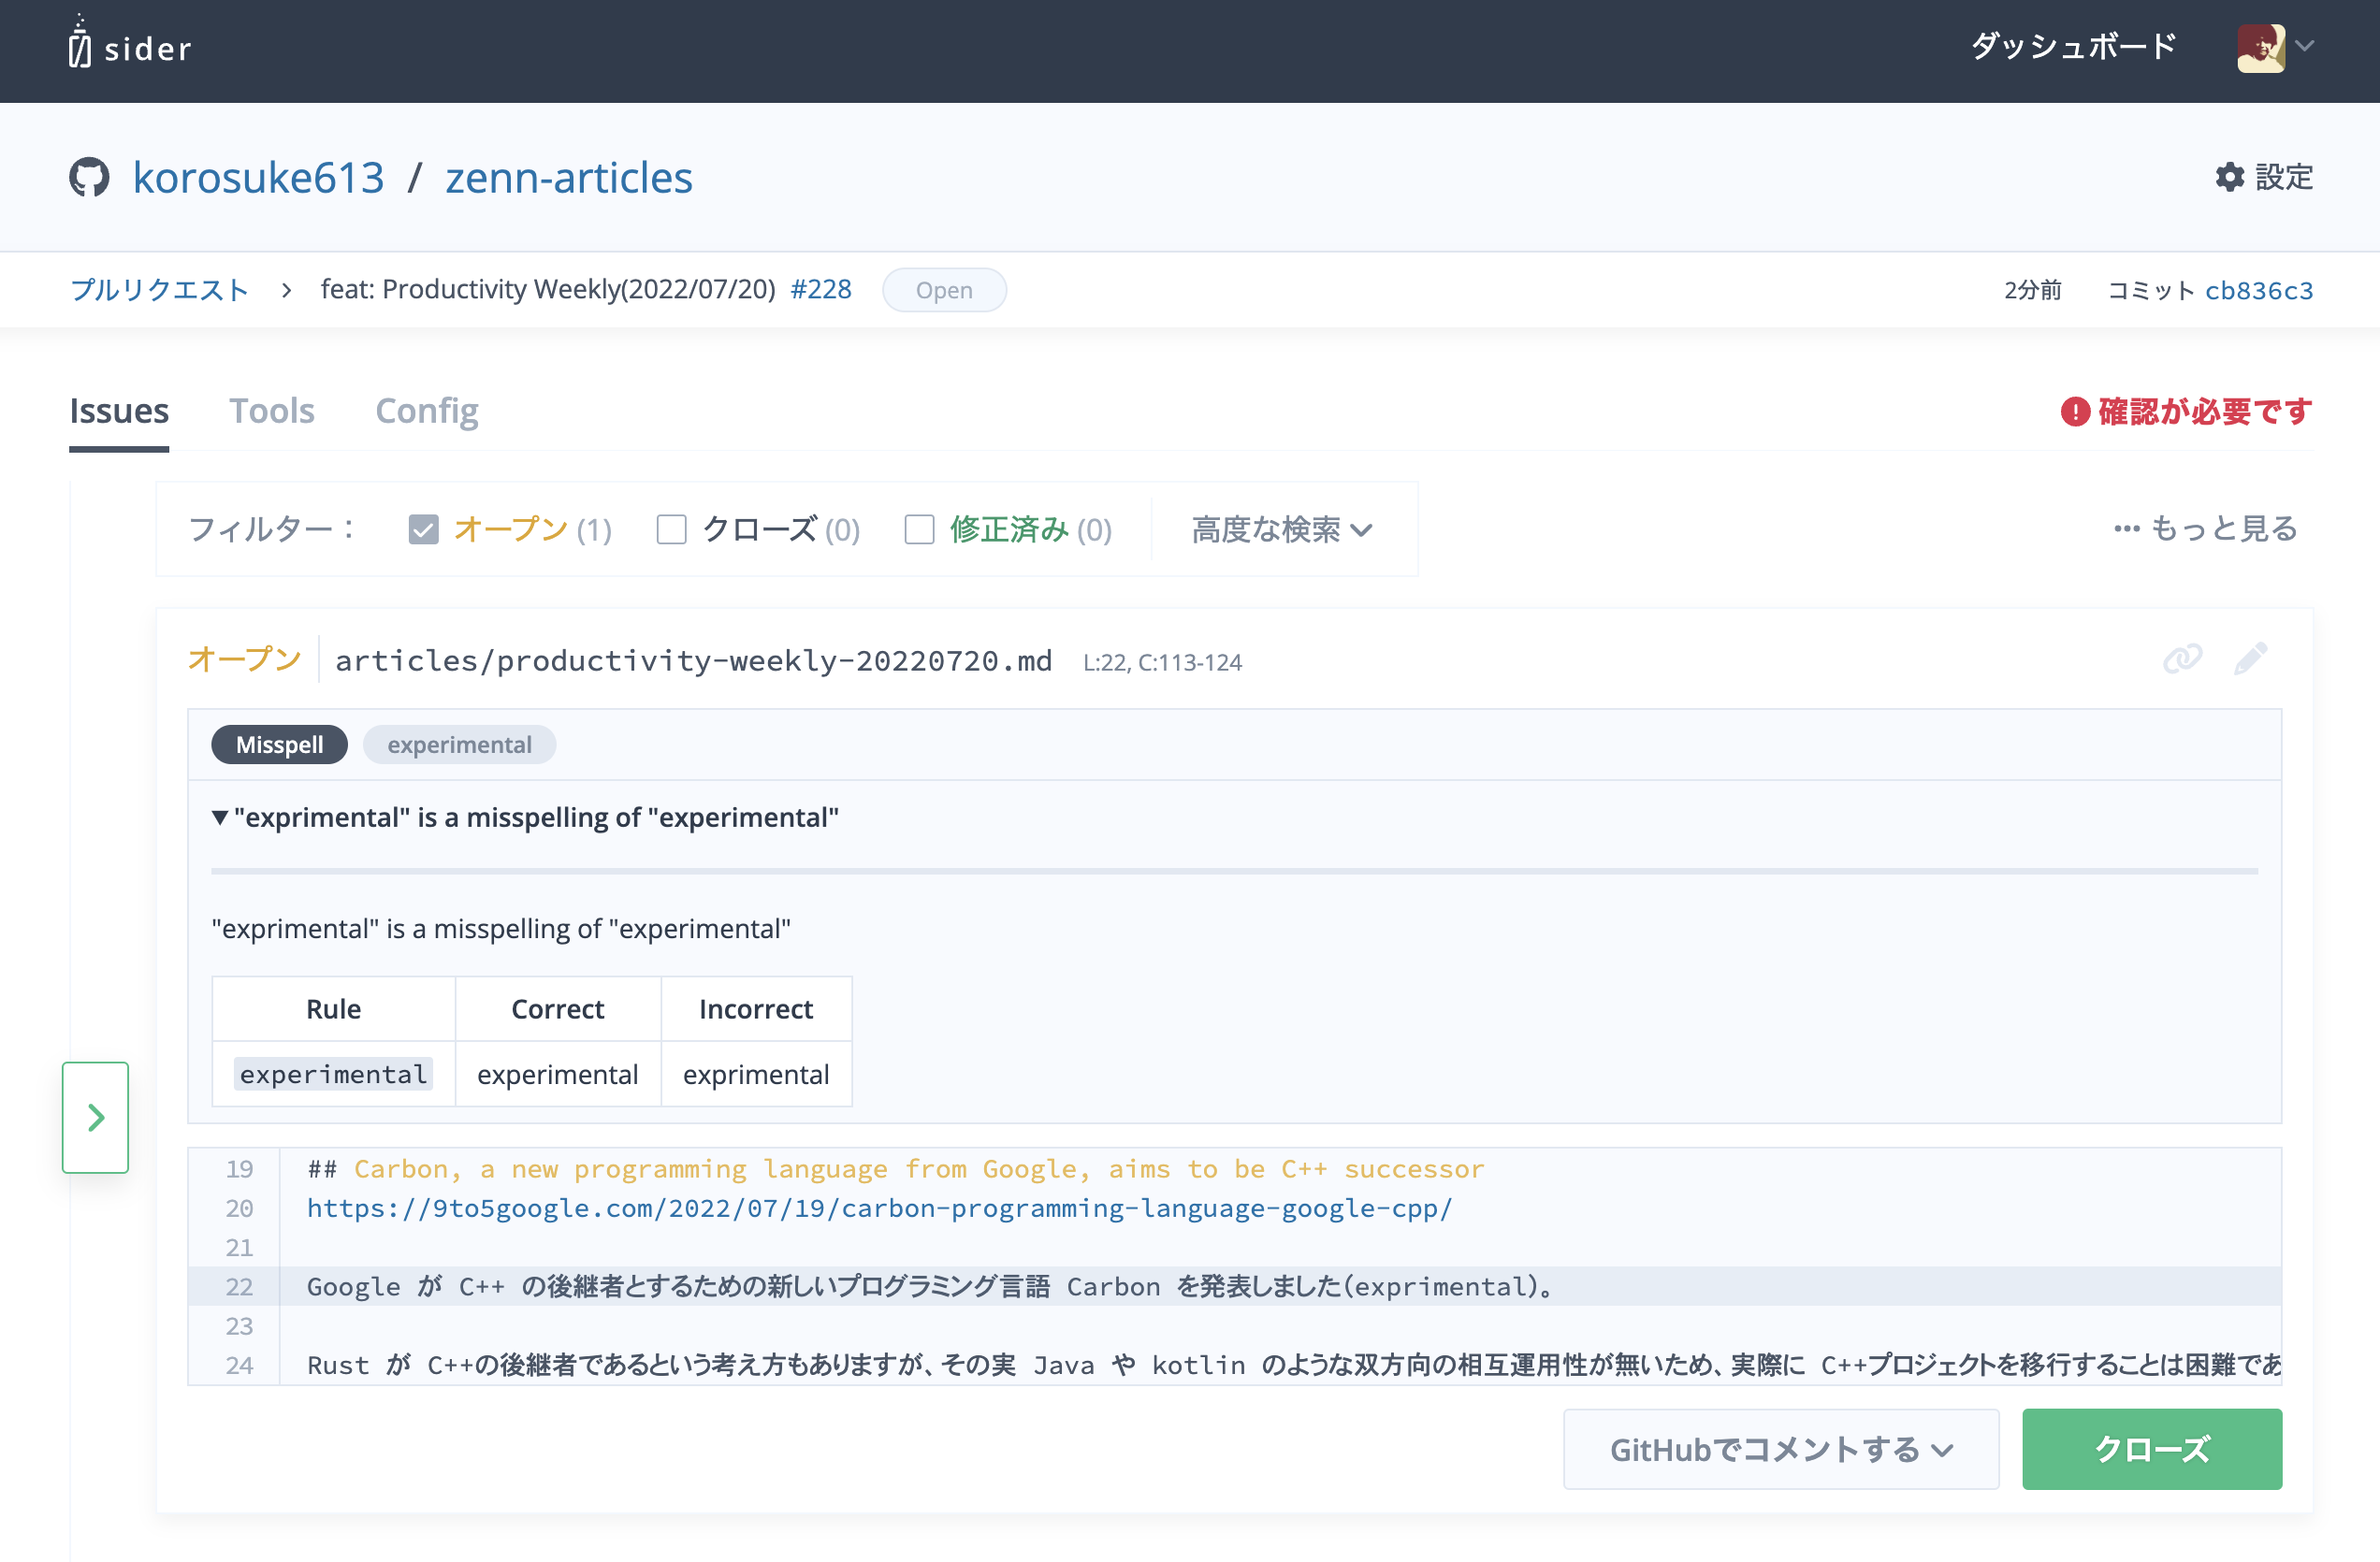 sider
ダッシュボード
korosuke613 / zenn-articles
設定
プルリクエスト feat: Productivity Weekly(2022/07/20) #228 Open 2分前 コミット cb836c3
Issues Tools Config 確認が必要です
フィルター： オープン (1) クローズ (0) 修正済み (0) 高度な検索 ••• もっと見る
オープン articles/productivity-weekly-20220720.md L:22, C:113-124
Misspell experimental
▼"exprimental" is a misspelling of "experimental"
"exprimental" is a misspelling of "experimental"
Rule Correct Incorrect
experimental experimental exprimental
19 ## Carbon, a new programming language from Google, aims to be C++ successor
20 https://9to5google.com/2022/07/19/carbon-programming-language-google-cpp/
21
22 Google が C++ の後継者とするための新しいプログラミング言語 Carbon を発表しました(exprimental)。
23
24 Rust が C++の後継者であるという考え方もありますが、その実 Java や kotlin のような双方向の相互運用性が無いため、実際に C++プロジェクトを移行することは困難であ
GitHubでコメントする クローズ